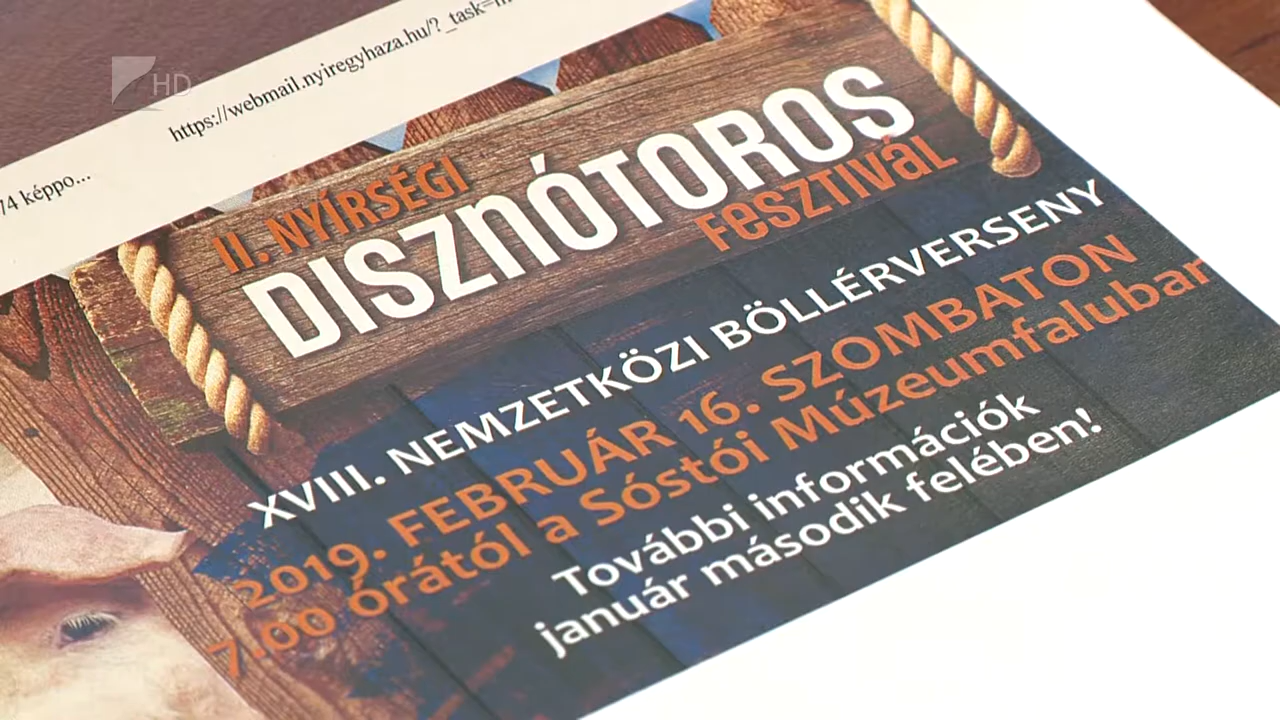 HD
https://webmail.nyiregyhaza.hu/?_task=
74 képpo...
II. NYÍRSÉGI
DISZNÓTOROS
FESZTIVÁL
XVIII. NEMZETKÖZI BÖLLÉRVERSENY
2019. FEBRUÁR 16. SZOMBATON
7.00 órától a Sóstói Múzeumfaluban
További információk
január második felében!